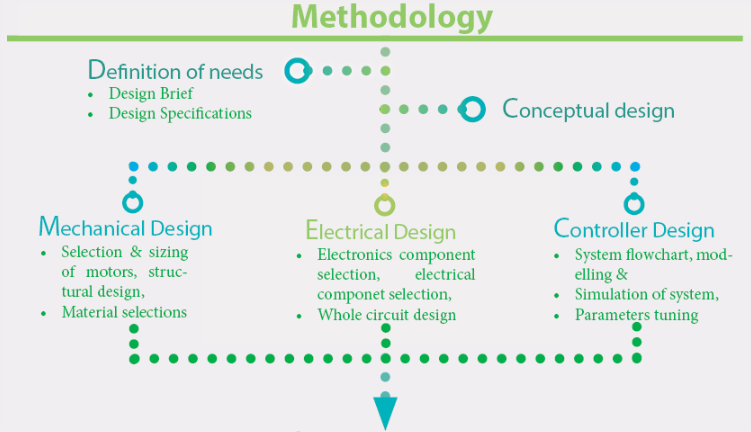 Methodology
Definition of needs
• Design Brief
• Design Specifications
Conceptual design
Mechanical Design
• Selection & sizing
of motors, struc-
tural design,
• Material selections
Electrical Design
• Electronics component
selection, electrical
componet selection,
• Whole circuit design
Controller Design
• System flowchart, mod-
elling &
• Simulation of system,
• Parameters tuning